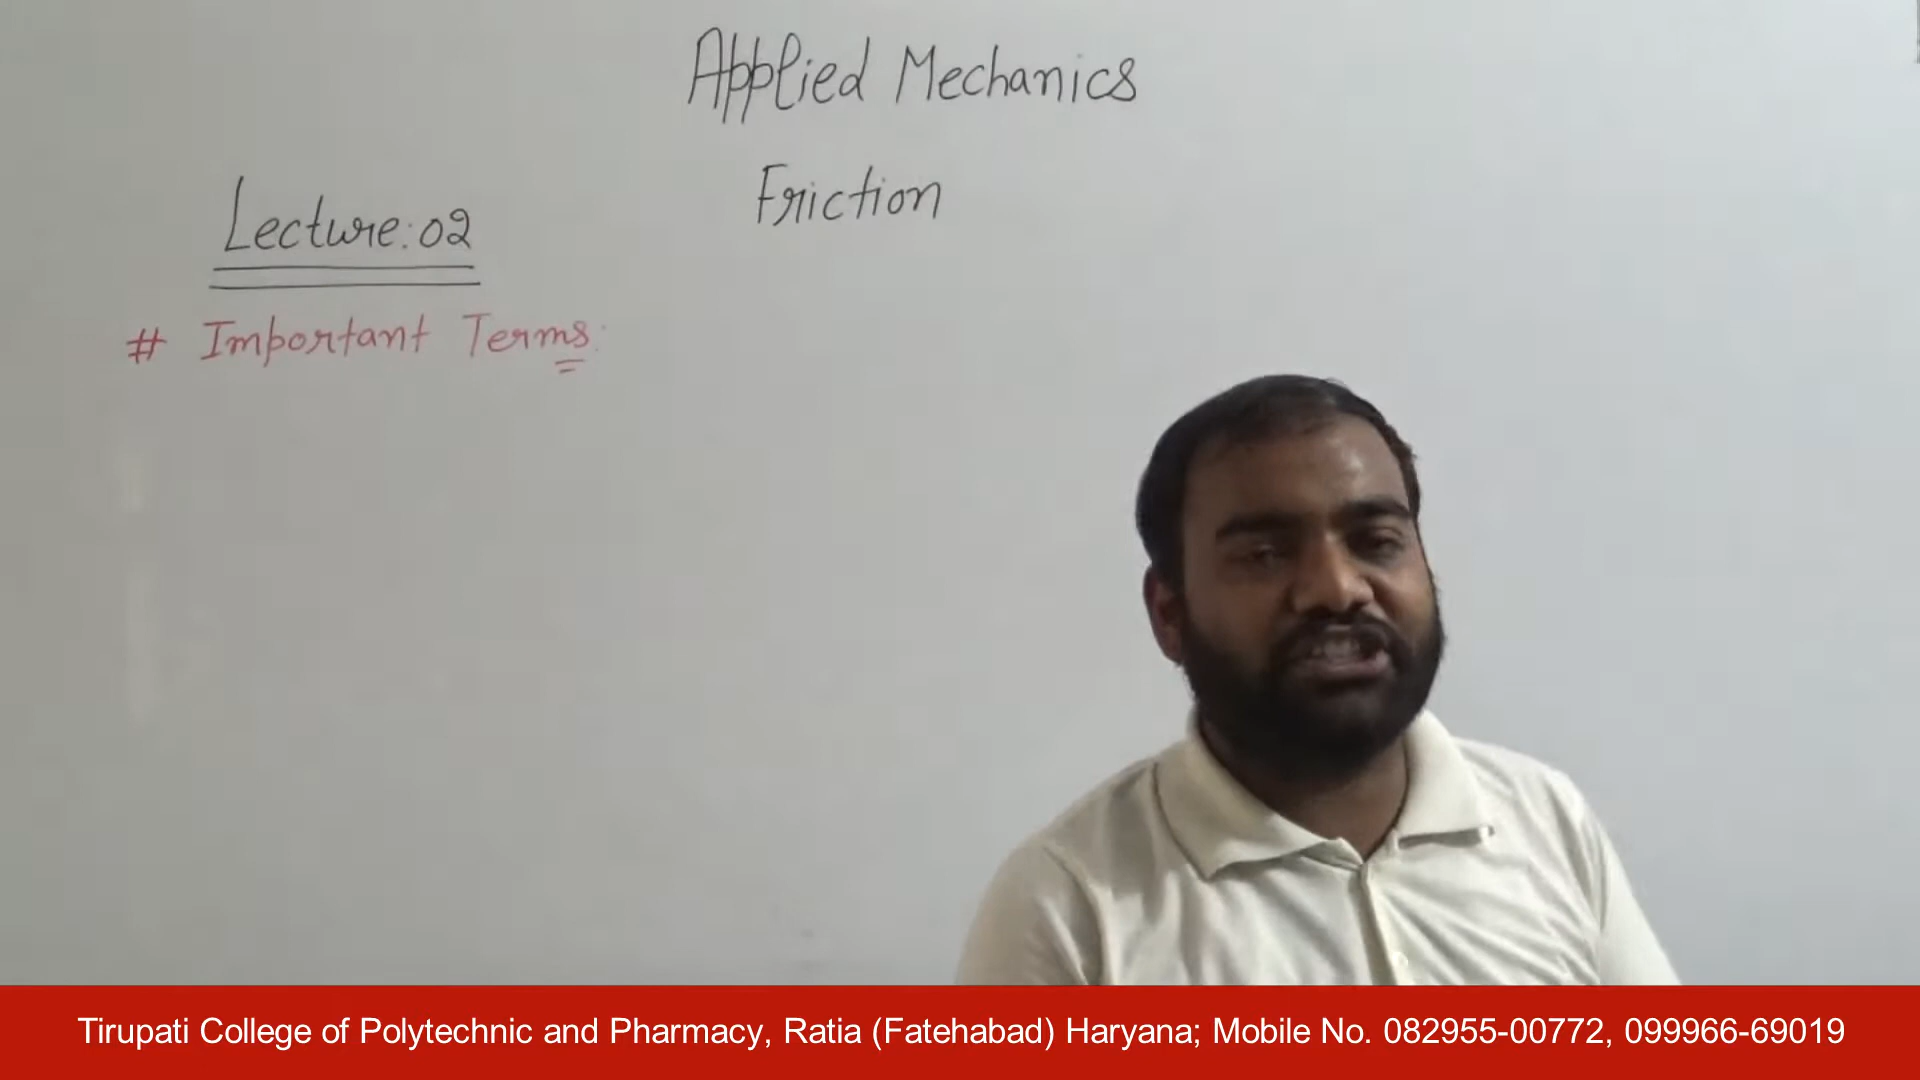 Applied Mechanics
Friction
Lecture: 02
# Important Terms:
Tirupati College of Polytechnic and Pharmacy, Ratia (Fatehabad) Haryana; Mobile No. 082955-00772, 099966-69019